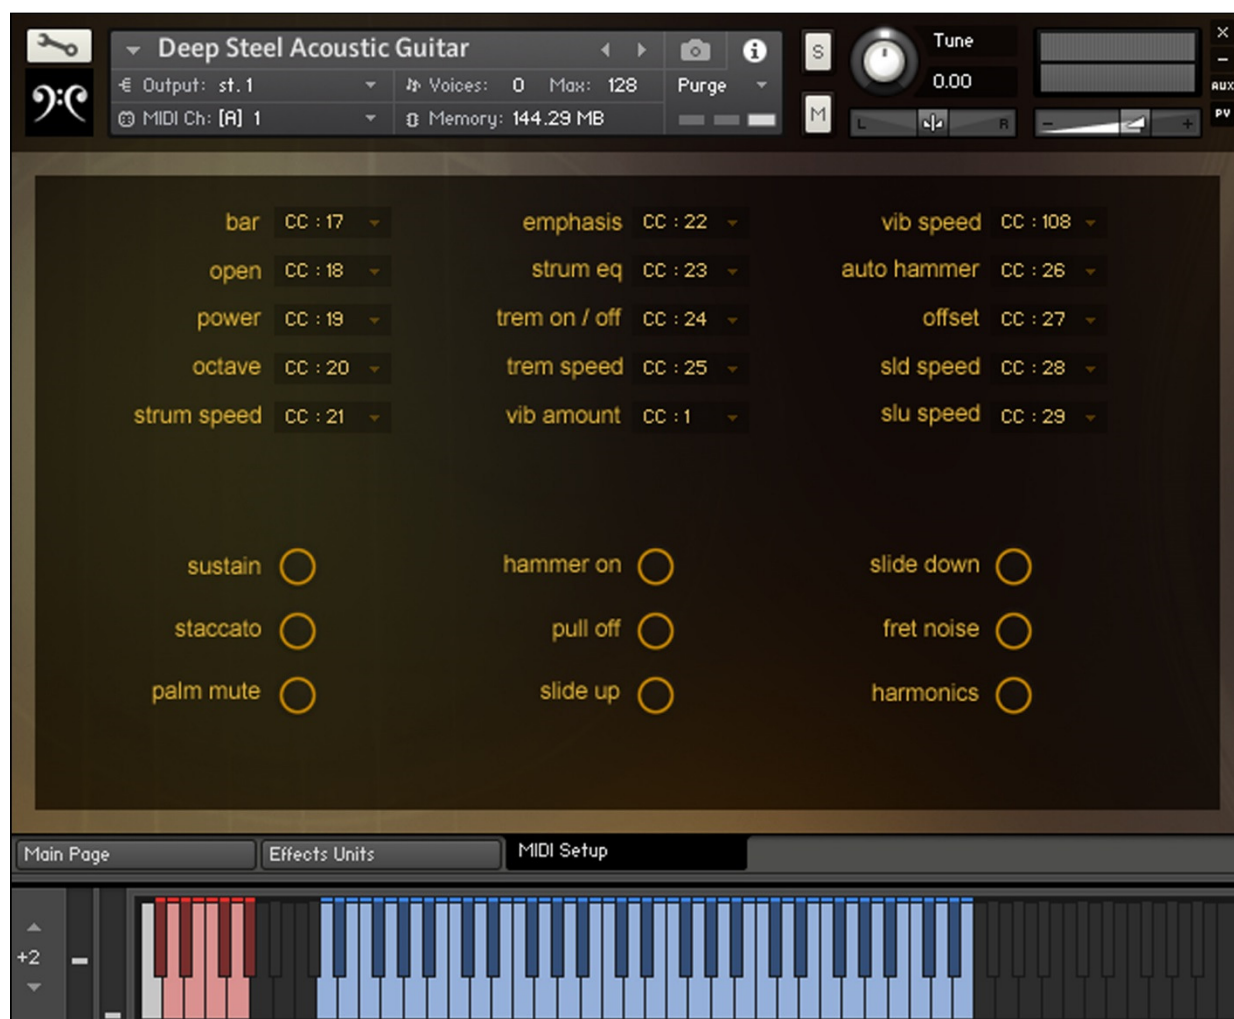 Deep Steel Acoustic Guitar
S
Tune
×
−
Output: st. 1
Voices: 0 Max: 128
Purge
0.00
AUX
MIDI Ch: [A] 1
Memory: 144.29 MB
M
L
R
−
+
PV
bar CC : 17 emphasis CC : 22 vib speed CC : 108
open CC : 18 strum eq CC : 23 auto hammer CC : 26
power CC : 19 trem on / off CC : 24 offset CC : 27
octave CC : 20 trem speed CC : 25 sld speed CC : 28
strum speed CC : 21 vib amount CC : 1 slu speed CC : 29
sustain hammer on slide down
staccato pull off fret noise
palm mute slide up harmonics
Main Page Effects Units MIDI Setup
+2